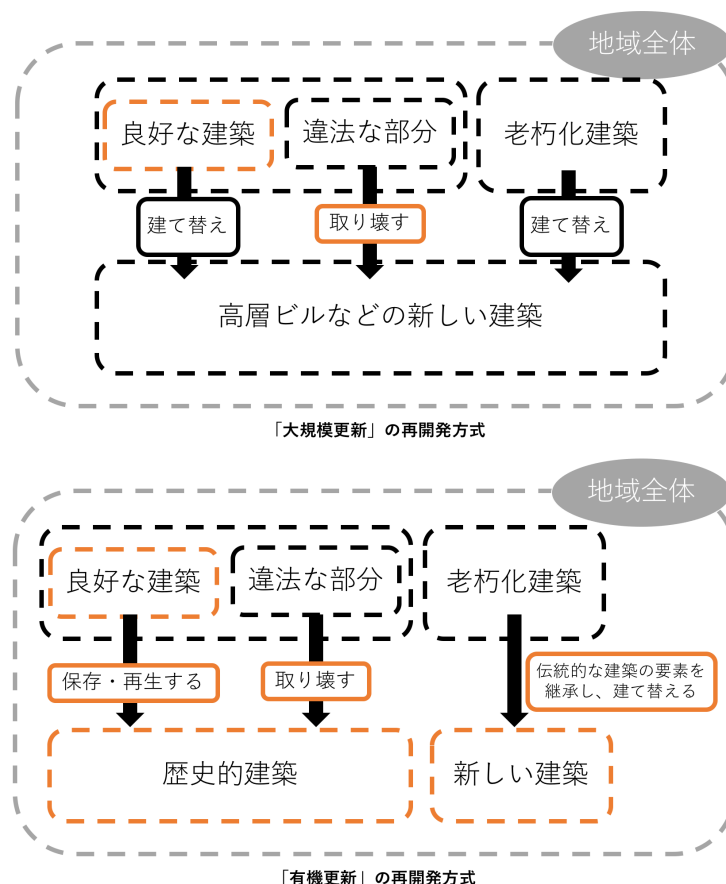 地域全体
良好な建築
違法な部分
老朽化建築
建て替え
取り壊す
建て替え
高層ビルなどの新しい建築
「大規模更新」の再開発方式
地域全体
良好な建築
違法な部分
老朽化建築
保存・再生する
取り壊す
伝統的な建築の要素を
継承し、建て替える
歴史的建築
新しい建築
「有機更新」の再開発方式